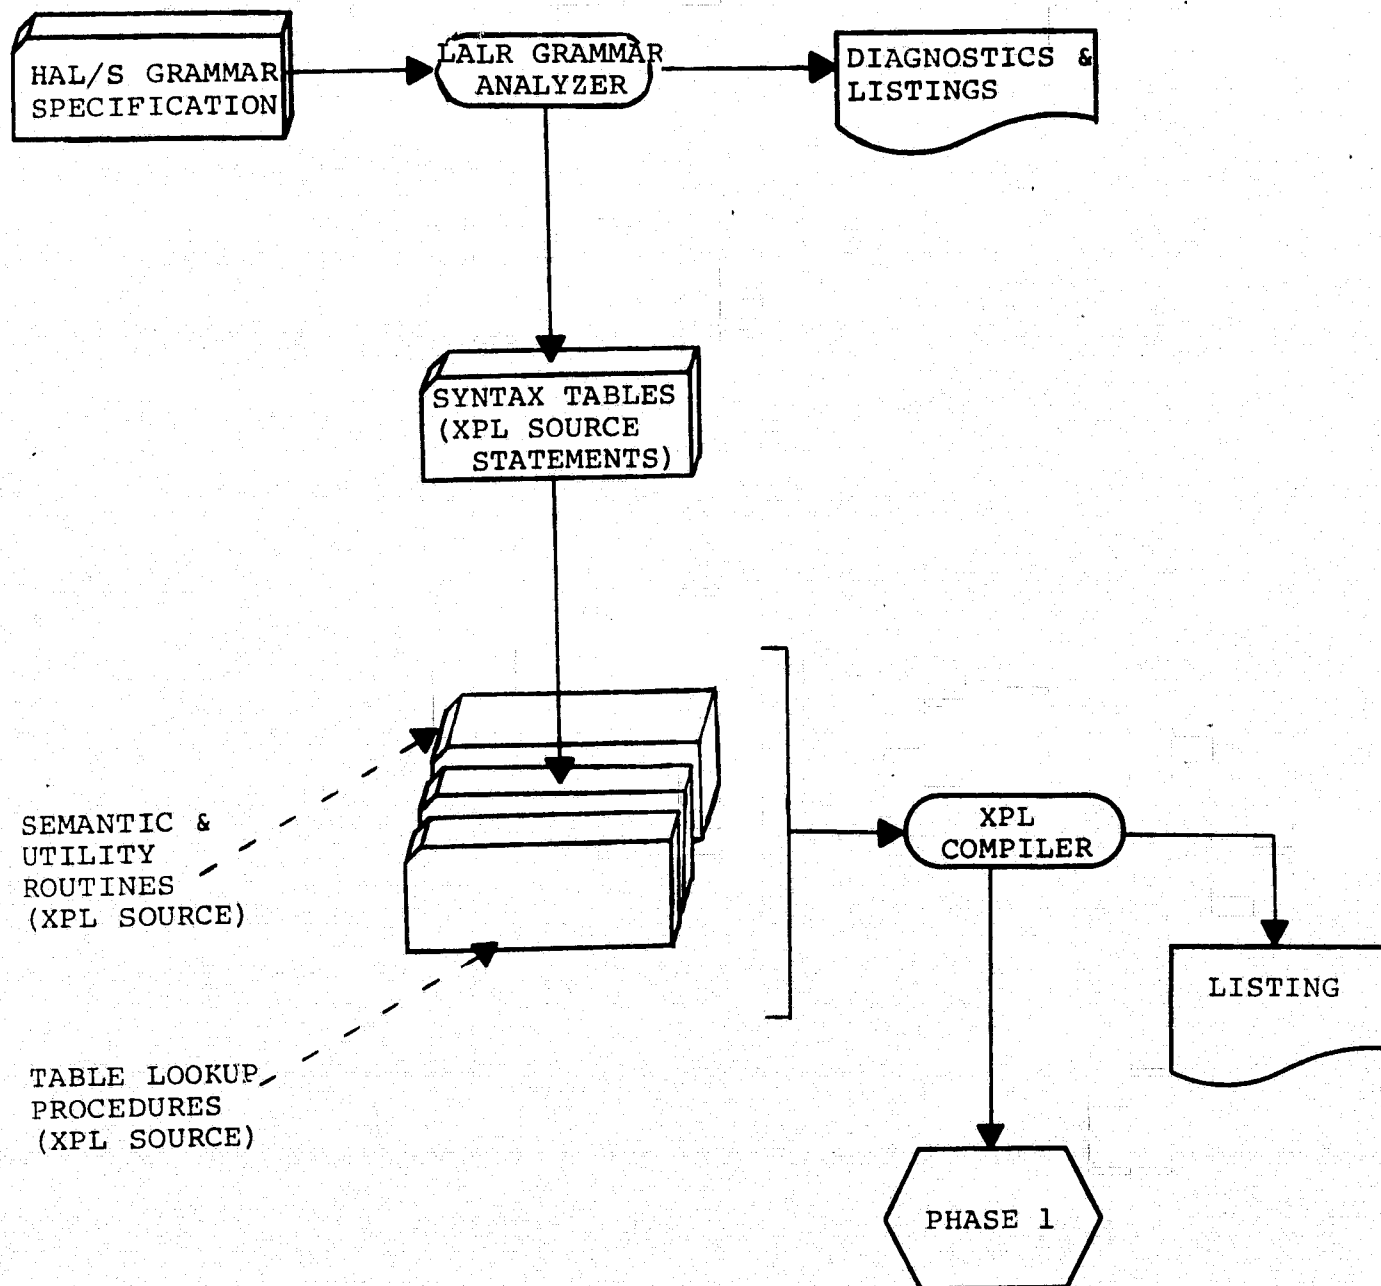 HAL/S GRAMMAR
SPECIFICATION
LALR GRAMMAR
ANALYZER
DIAGNOSTICS &
LISTINGS
SYNTAX TABLES
(XPL SOURCE
STATEMENTS)
SEMANTIC &
UTILITY
ROUTINES
(XPL SOURCE)
XPL
COMPILER
LISTING
TABLE LOOKUP
PROCEDURES
(XPL SOURCE)
PHASE 1